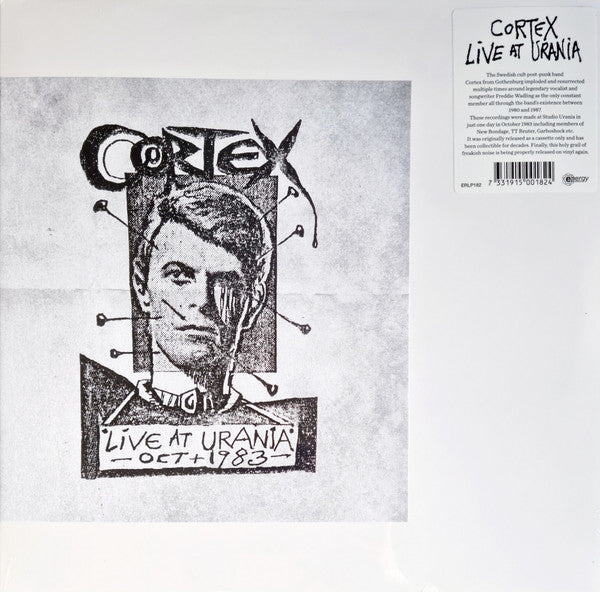 CORTEX
LIVE AT URANIA
The Swedish cult post-punk band
Cortex from Gothenburg imploded and resurrected
multiple times around legendary vocalist and
songwriter Freddie Wadling as the only constant
member all through the band's existence between
1980 and 1987.
These recordings were made at Studio Urania in
just one day in October 1983 including members of
New Bondage, TT Reuter, Garboshock etc.
It was originally released as a cassette only and has
been collectible for decades. Finally, this holy grail of
freakish noise is being properly released on vinyl again.
ERLP182
7 331915 001824
energy
CORTEX
"LIVE AT URANIA"
— OCT + 1983 —